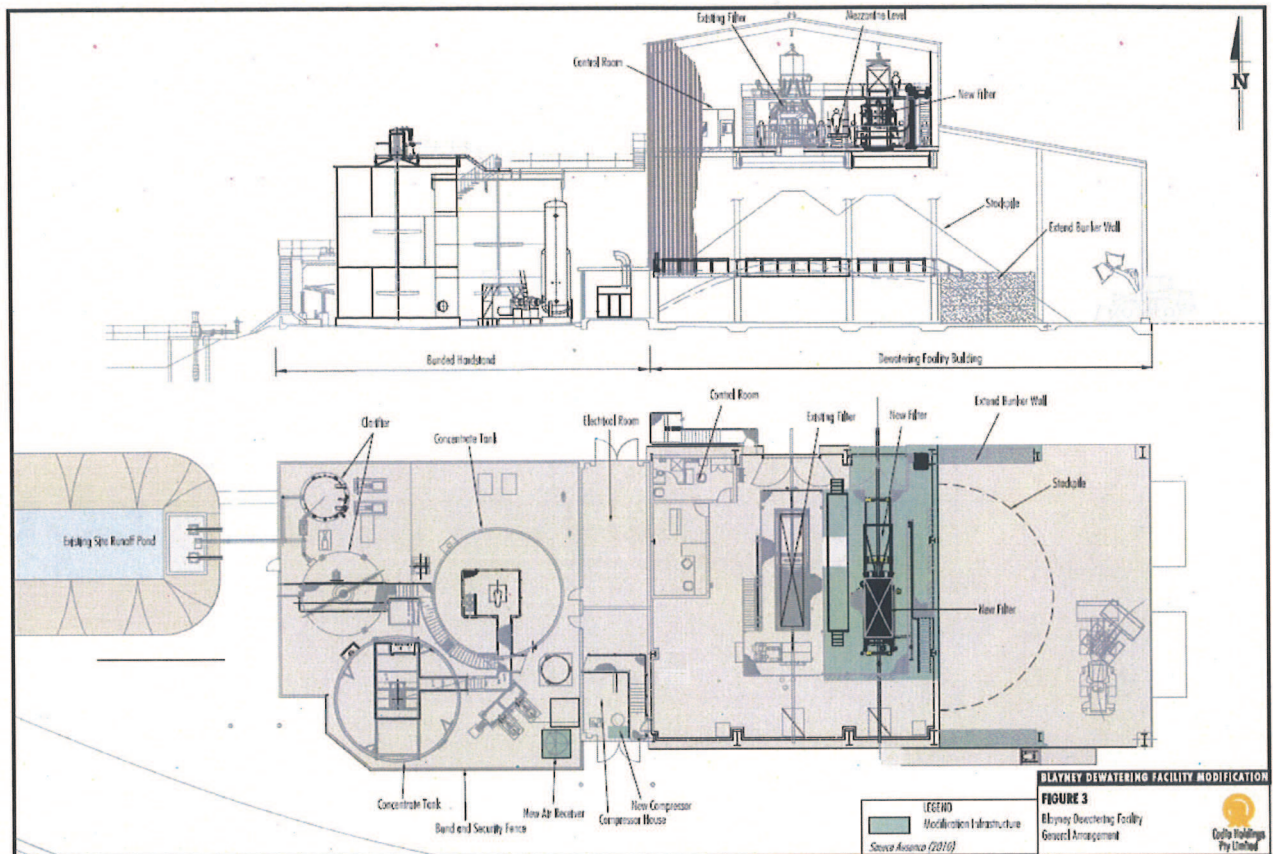 Existing Filter
Mezzanine Level
Control Room
New Filter
N
Stockpile
Extend Bunker Wall
Bunded Hardstand
Dewatering Facility Building
Clarifier
Concentrate Tank
Electrical Room
Control Room
Existing Filter
New Filter
Extend Bunker Wall
Stockpile
Existing Site Runoff Pond
New Filter
Concentrate Tank
Bund and Security Fence
New Air Receiver
New Compressor
Compressor House
LEGEND
Modification Infrastructure
Source Ausenco (2010)
BLAYNEY DEWATERING FACILITY MODIFICATION
FIGURE 3
Blayney Dewatering Facility
General Arrangement
Cadia Holdings
Pty Limited